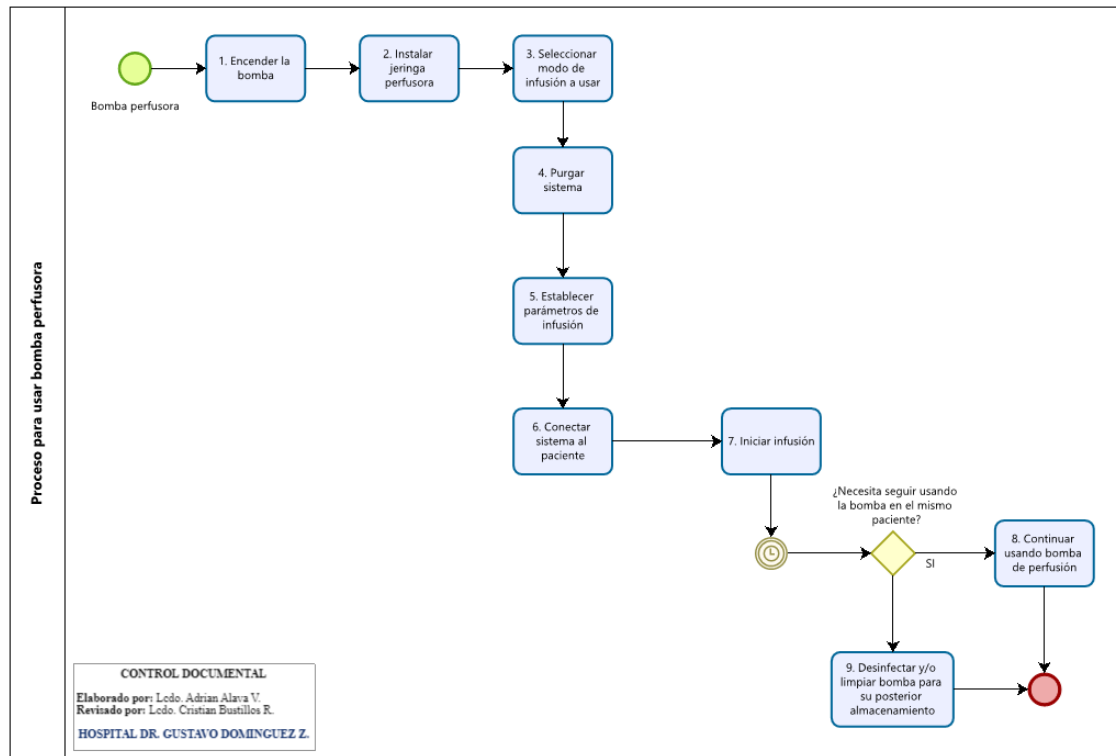 Proceso para usar bomba perfusora
Bomba perfusora
1. Encender la
bomba
2. Instalar
jeringa
perfusora
3. Seleccionar
modo de
infusión a usar
4. Purgar
sistema
5. Establecer
parámetros de
infusión
6. Conectar
sistema al
paciente
7. Iniciar infusión
¿Necesita seguir usando
la bomba en el mismo
paciente?
SI
8. Continuar
usando bomba
de perfusión
9. Desinfectar y/o
limpiar bomba para
su posterior
almacenamiento
CONTROL DOCUMENTAL
Elaborado por: Lcdo. Adrian Alava V.
Revisado por: Lcdo. Cristian Bustillos R.
HOSPITAL DR. GUSTAVO DOMINGUEZ Z.